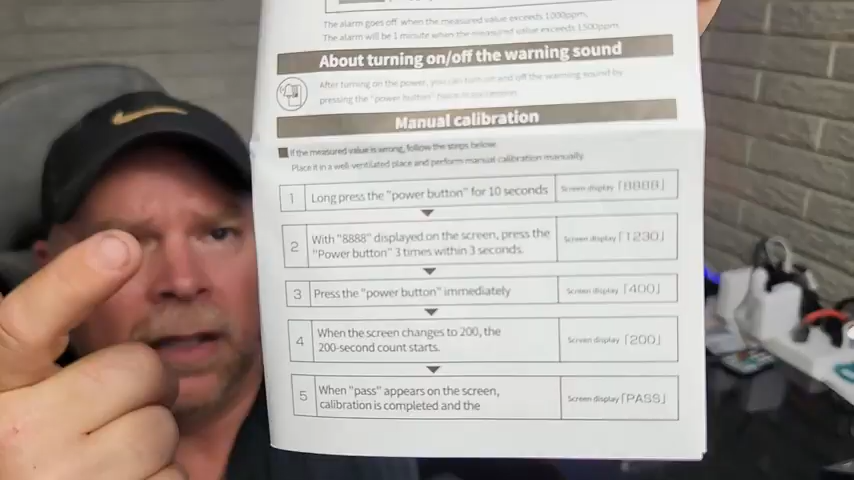 The alarm goes off when the measured value exceeds 1000ppm,
The alarm will be 1 minute when the measured value exceeds 1500ppm,
About turning on/off the warning sound
After turning on the power, you can turn on and off the warning sound by
pressing the "power button"
Manual calibration
If the measured value is wrong, follow the steps below.
Place it in a well-ventilated place and perform manual calibration manually.
1 Long press the "power button" for 10 seconds Screen display「8888」
2 With "8888" displayed on the screen, press the
"Power button" 3 times within 3 seconds. Screen display「1230」
3 Press the "power button" immediately Screen display「400」
4 When the screen changes to 200, the
200-second count starts. Screen display「200」
5 When "pass" appears on the screen,
calibration is completed and the Screen display「PASS」